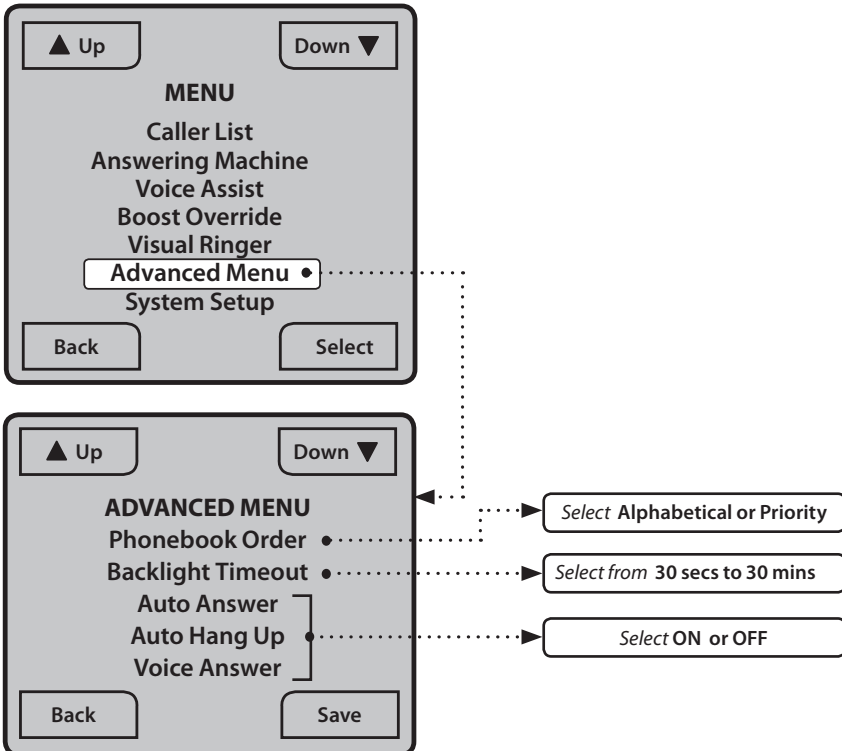 ▲ Up
Down ▼
MENU
Caller List
Answering Machine
Voice Assist
Boost Override
Visual Ringer
Advanced Menu
System Setup
Back
Select
▲ Up
Down ▼
ADVANCED MENU
Phonebook Order
Select Alphabetical or Priority
Backlight Timeout
Select from 30 secs to 30 mins
Auto Answer
Auto Hang Up
Select ON or OFF
Voice Answer
Back
Save